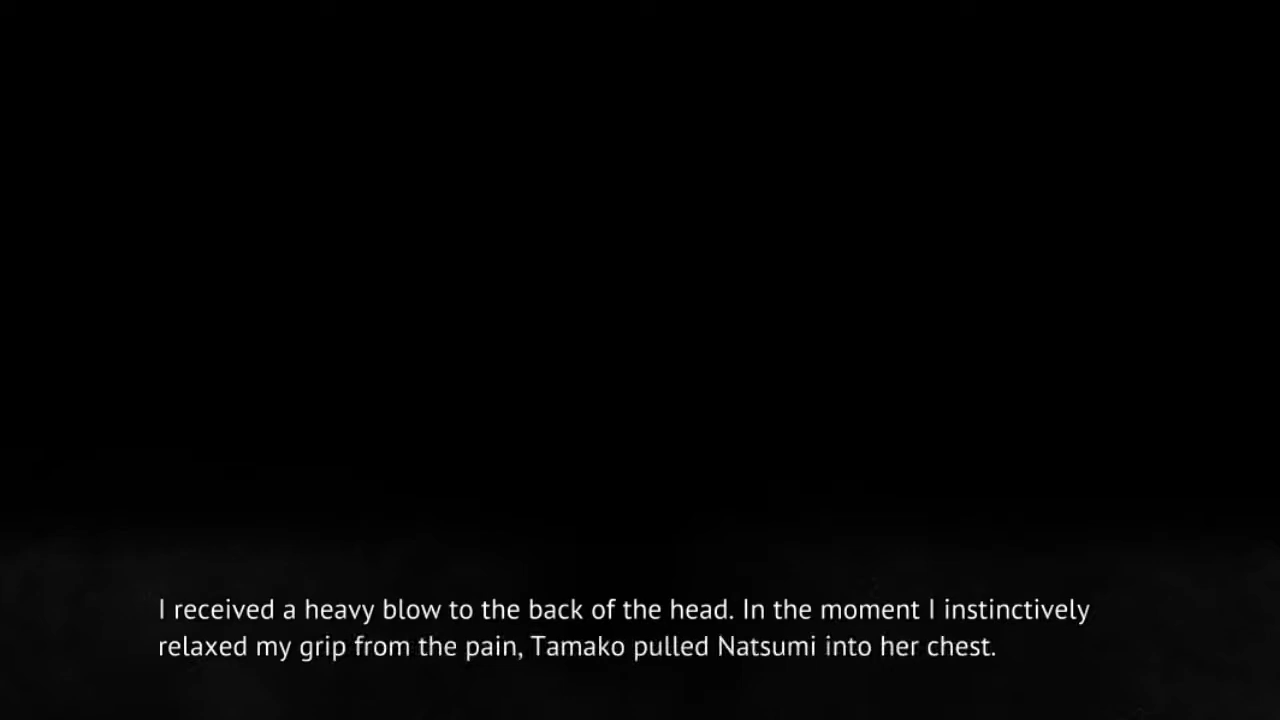 I received a heavy blow to the back of the head. In the moment I instinctively
relaxed my grip from the pain, Tamako pulled Natsumi into her chest.